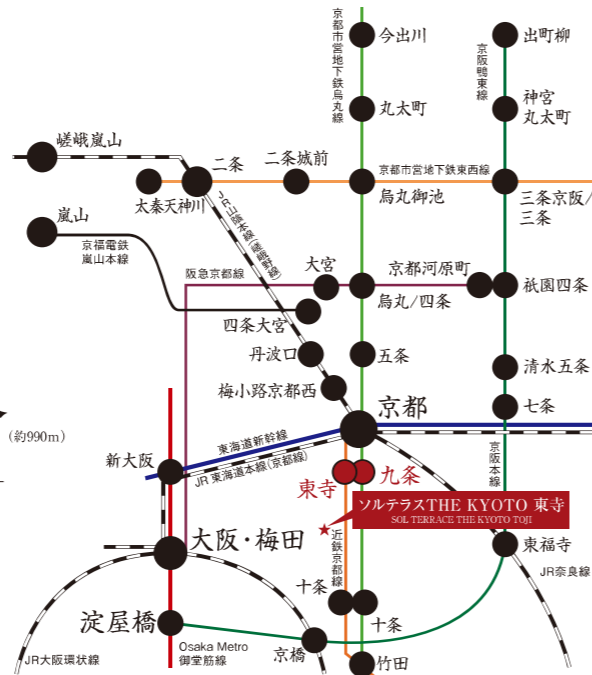 京都市営地下鉄烏丸線
今出川
出町柳
京阪鴨東線
丸太町
神宮
丸太町
嵯峨嵐山
二条
二条城前
京都市営地下鉄東西線
太秦天神川
烏丸御池
三条京阪/
三条
嵐山
京福電鉄
嵐山本線
JR山陰本線(嵯峨野線)
阪急京都線
大宮
京都河原町
烏丸/四条
祇園四条
四条大宮
丹波口
五条
清水五条
梅小路京都西
京都
七条
(約990m)
東海道新幹線
新大阪
JR 東海道本線(京都線)
京阪本線
東寺
九条
ソルテラスTHE KYOTO 東寺
SOL TERRACE THE KYOTO TOJI
大阪・梅田
近鉄京都線
東福寺
JR奈良線
十条
十条
淀屋橋
Osaka Metro
御堂筋線
京橋
JR大阪環状線
竹田